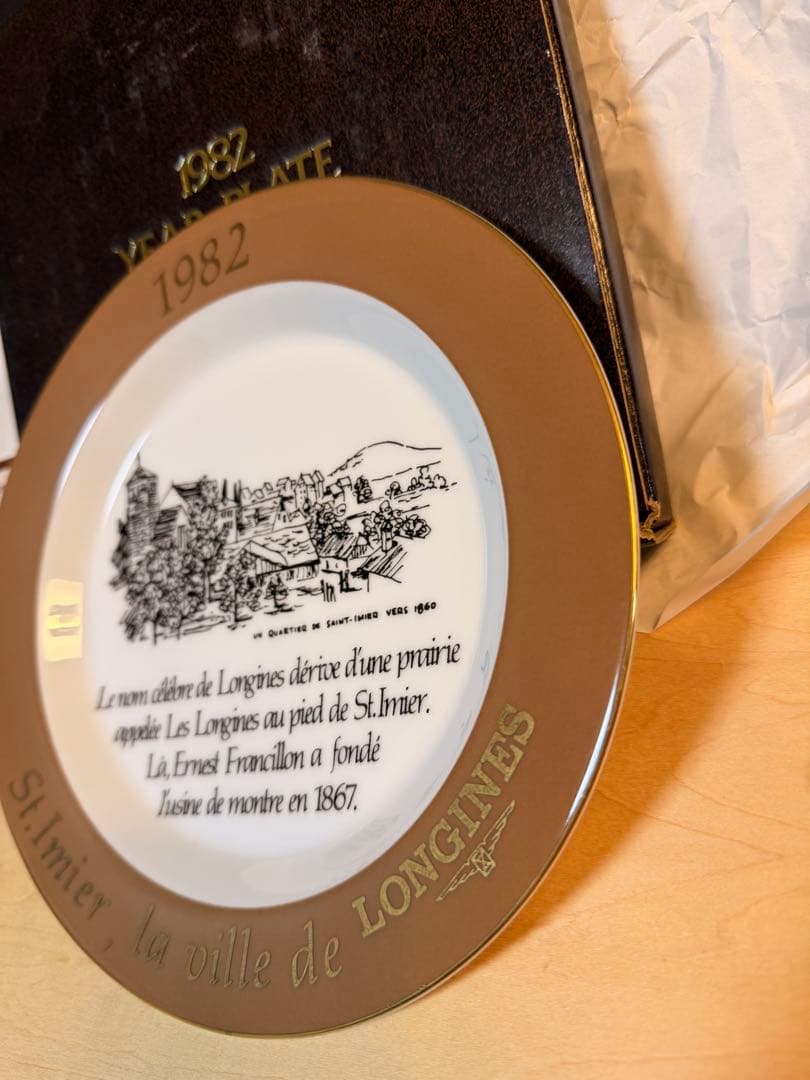 1982
YEAR PLATE
1982
UN QUARTIER DE SAINT-IMIER VERS 1860
Le nom célèbre de Longines dérive d'une prairie
appelée Les Longines au pied de St.Imier.
Là, Ernest Francillon a fondé
l'usine de montre en 1867.
St.Imier, la ville de LONGINES